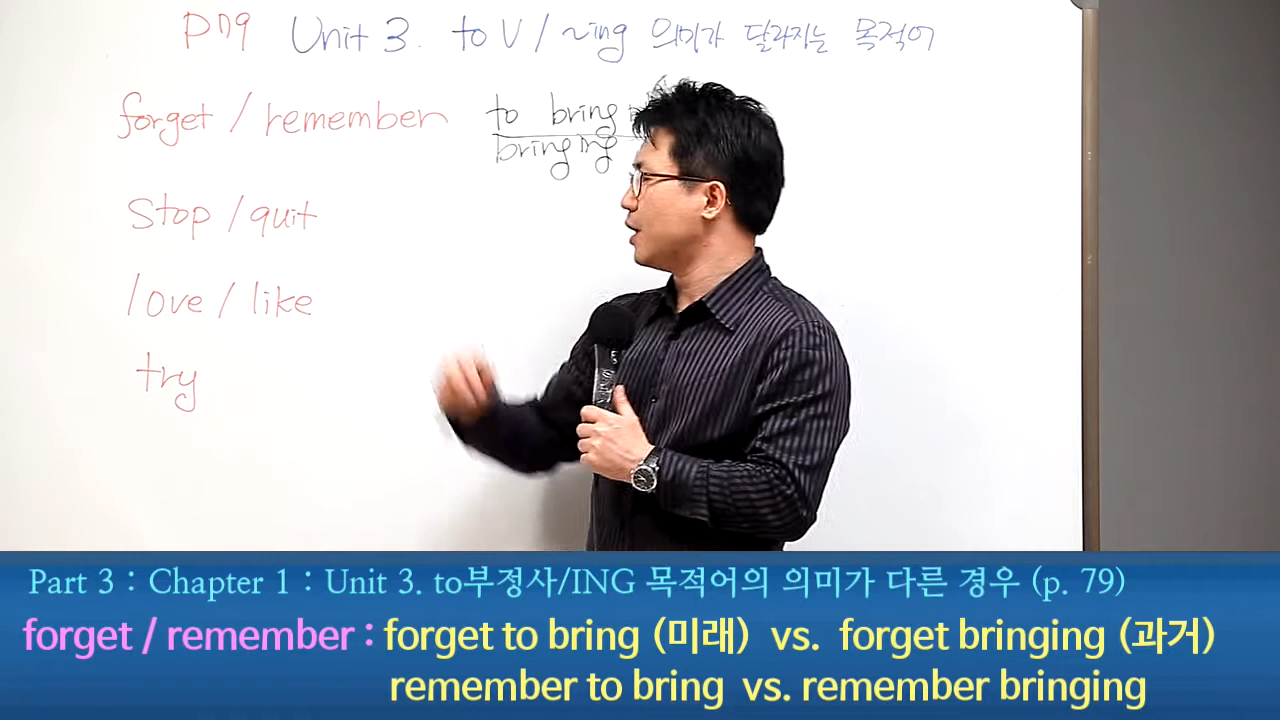 P79 Unit 3. to V / ~ing 의미가 달라지는 목적어
forget / remember to bring
bringing
Stop / quit
love / like
try
Part 3 : Chapter 1 : Unit 3. to부정사/ING 목적어의 의미가 다른 경우 (p. 79)
forget / remember : forget to bring (미래) vs. forget bringing (과거)
remember to bring vs. remember bringing